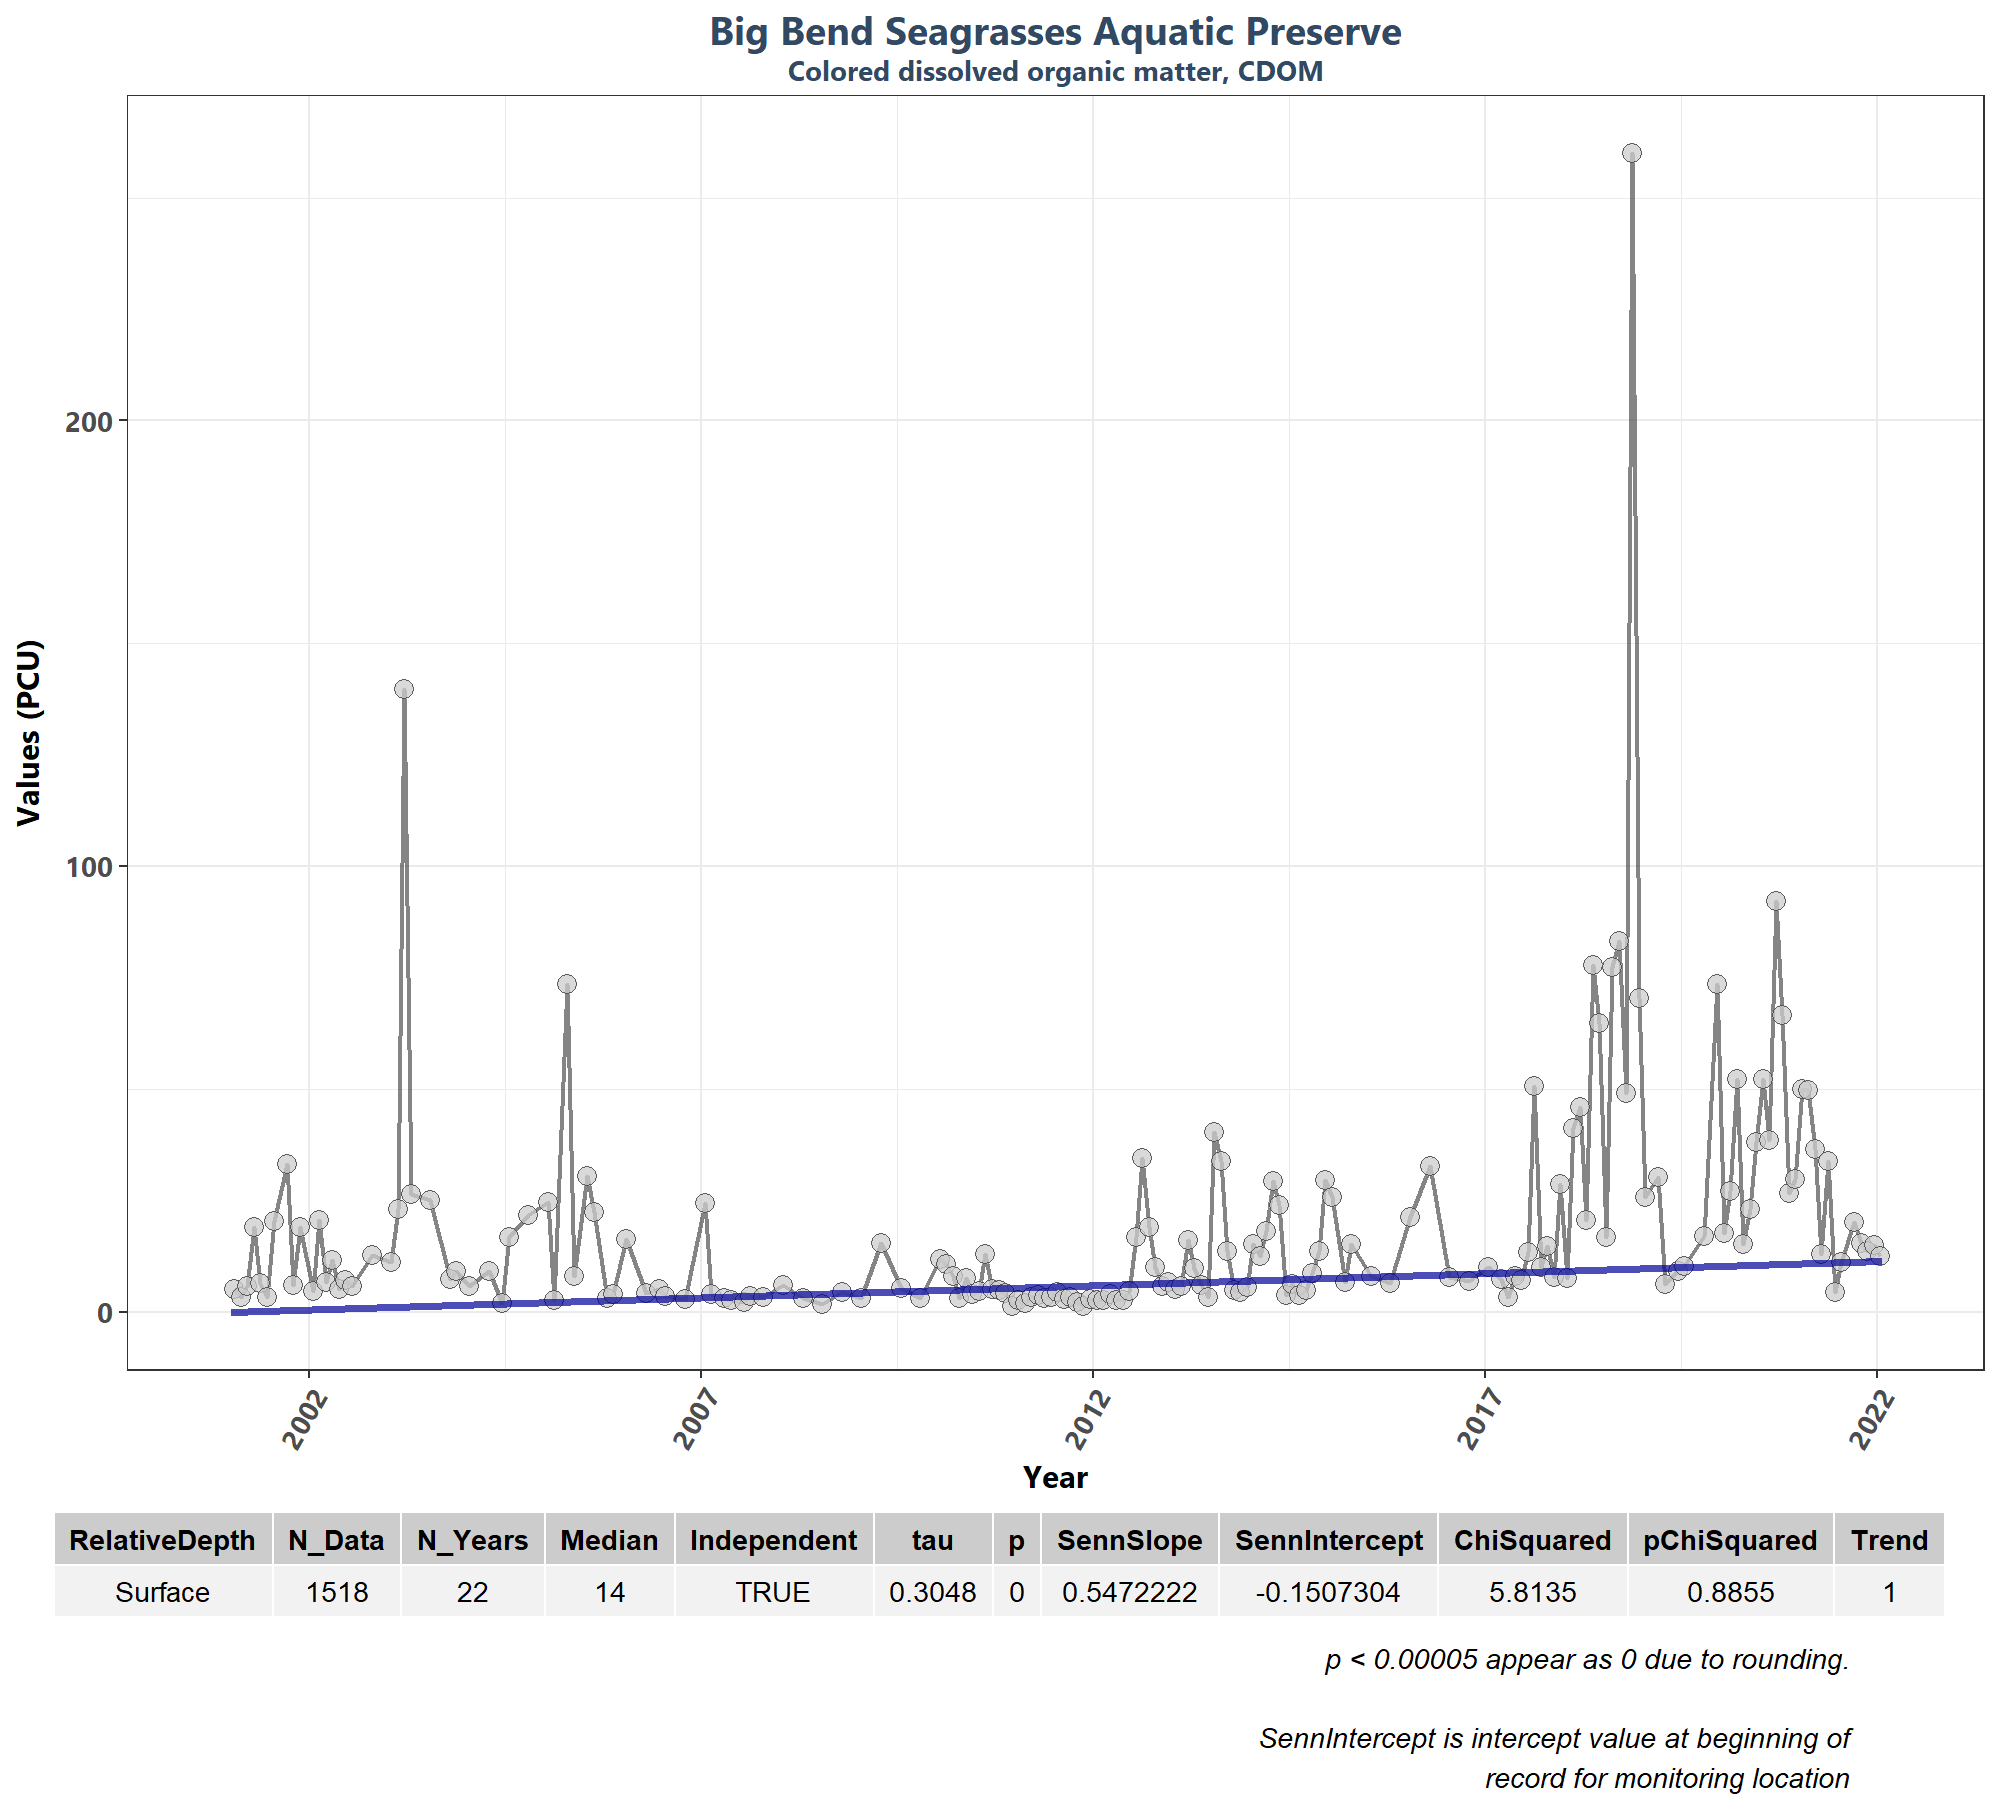 Big Bend Seagrasses Aquatic Preserve
Colored dissolved organic matter, CDOM
Values (PCU)
200
100
0
2002
2007
2012
2017
2022
Year
RelativeDepth N_Data N_Years Median Independent tau p SennSlope SennIntercept ChiSquared pChiSquared Trend
Surface 1518 22 14 TRUE 0.3048 0 0.5472222 -0.1507304 5.8135 0.8855 1
p < 0.00005 appear as 0 due to rounding.
SennIntercept is intercept value at beginning of
record for monitoring location